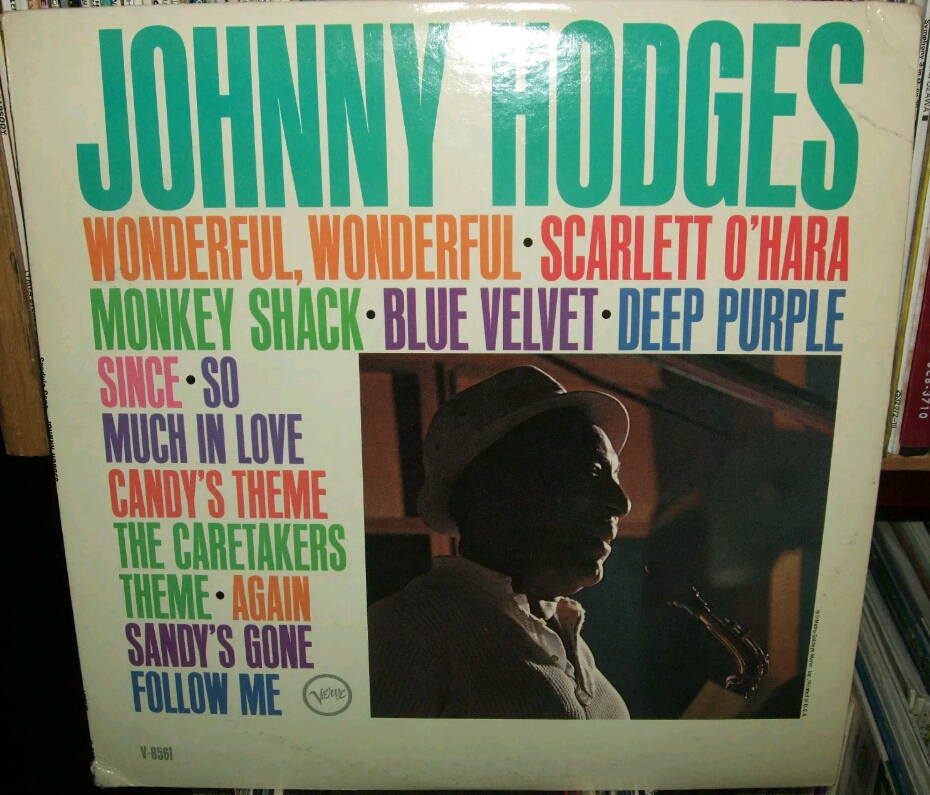 JOHNNY HODGES
WONDERFUL, WONDERFUL • SCARLETT O'HARA
MONKEY SHACK • BLUE VELVET • DEEP PURPLE
SINCE • SO
MUCH IN LOVE
CANDY'S THEME
THE CARETAKERS
THEME • AGAIN
SANDY'S GONE
FOLLOW ME
Verve
V-8561